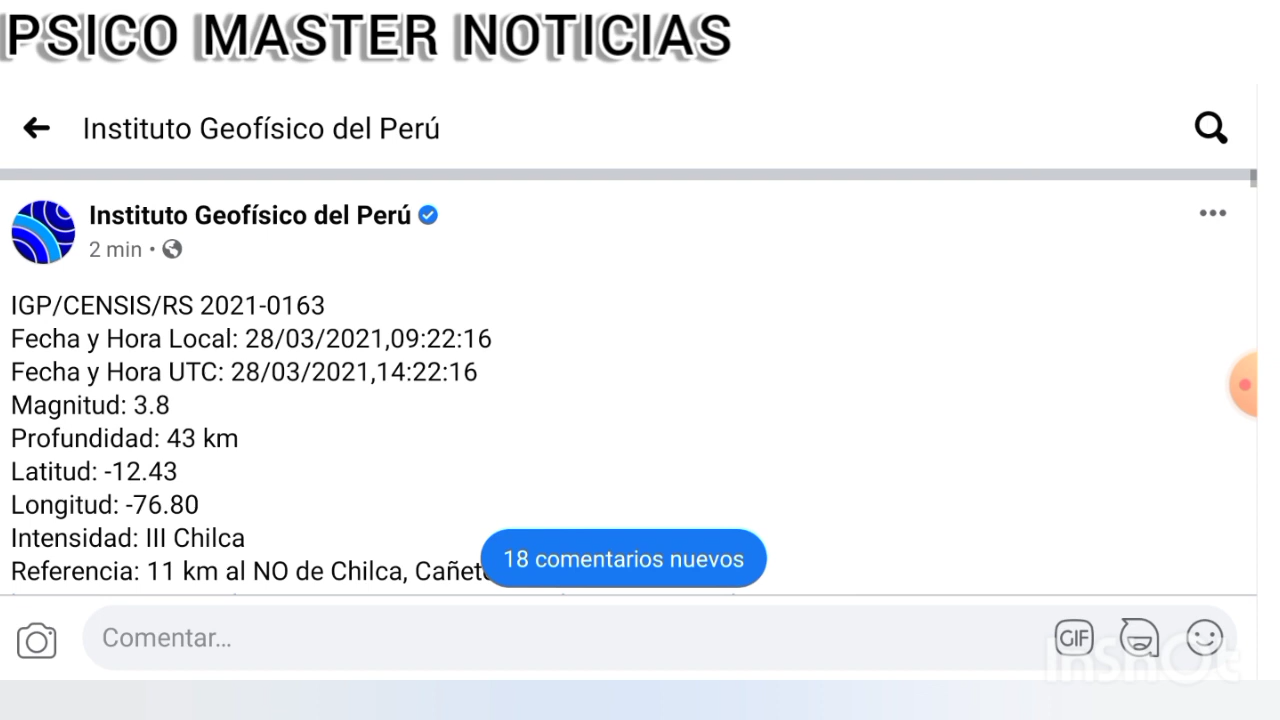 PSICO MASTER NOTICIAS
Instituto Geofísico del Perú
Instituto Geofísico del Perú
2 min •
IGP/CENSIS/RS 2021-0163
Fecha y Hora Local: 28/03/2021,09:22:16
Fecha y Hora UTC: 28/03/2021,14:22:16
Magnitud: 3.8
Profundidad: 43 km
Latitud: -12.43
Longitud: -76.80
Intensidad: III Chilca
Referencia: 11 km al NO de Chilca, Cañet
18 comentarios nuevos
Comentar...
GIF
InShOt